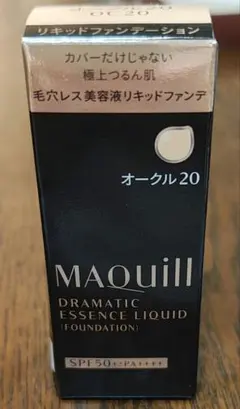 OC20
リキッドファンデーション
カバーだけじゃない
極上つるん肌
毛穴レス美容液リキッドファンデ
オークル20
MAQuill
DRAMATIC
ESSENCE LIQUID
(FOUNDATION)
SPF50+・PA++++